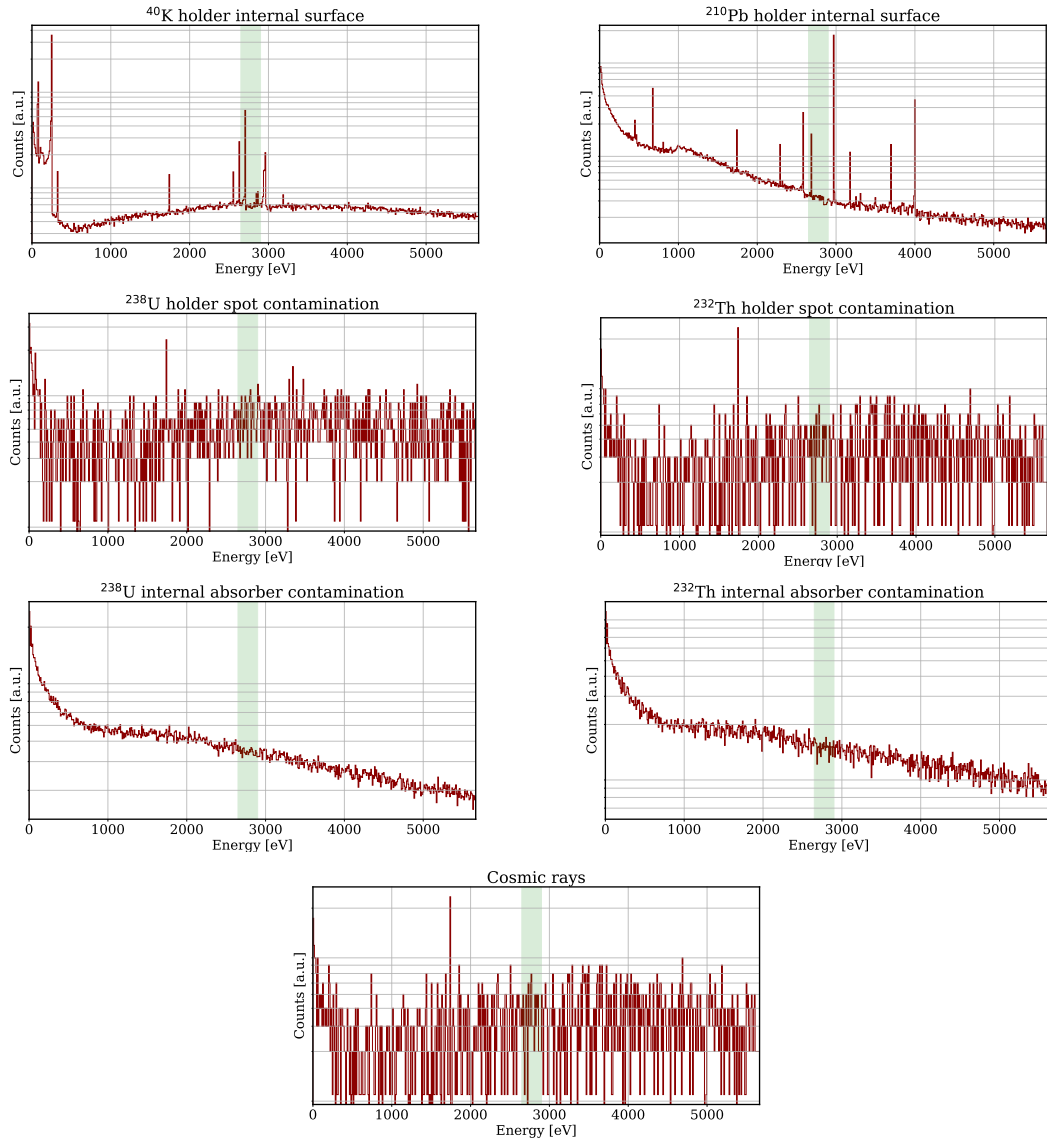 ⁴⁰K holder internal surface
Counts [a.u.]
0 1000 2000 3000 4000 5000
Energy [eV]
²¹⁰Pb holder internal surface
Counts [a.u.]
0 1000 2000 3000 4000 5000
Energy [eV]
²³⁸U holder spot contamination
Counts [a.u.]
0 1000 2000 3000 4000 5000
Energy [eV]
²³²Th holder spot contamination
Counts [a.u.]
0 1000 2000 3000 4000 5000
Energy [eV]
²³⁸U internal absorber contamination
Counts [a.u.]
0 1000 2000 3000 4000 5000
Energy [eV]
²³²Th internal absorber contamination
Counts [a.u.]
0 1000 2000 3000 4000 5000
Energy [eV]
Cosmic rays
Counts [a.u.]
0 1000 2000 3000 4000 5000
Energy [eV]